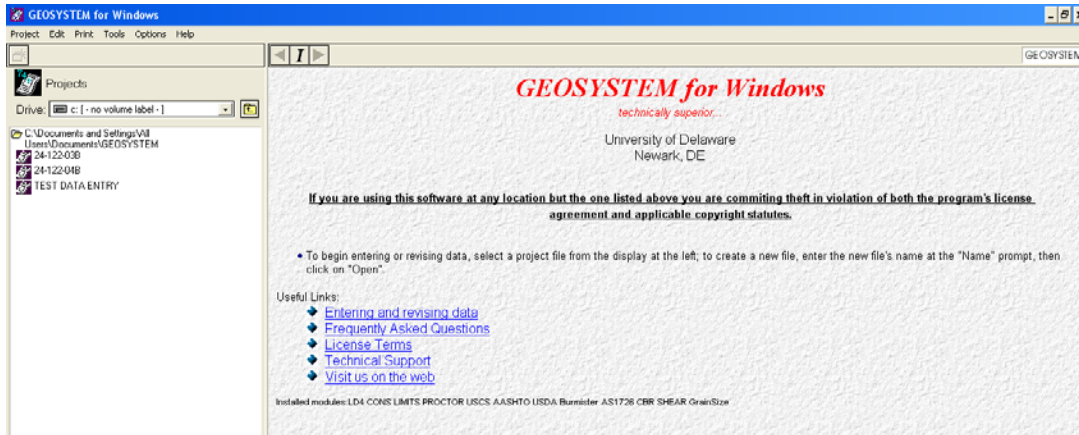 GEOSYSTEM for Windows
Project Edit Print Tools Options Help
I
GEOSYSTEM
Projects
Drive: c: [ - no volume label - ]
C:\Documents and Settings\All
Users\Documents\GEOSYSTEM
24-122-03B
24-122-04B
TEST DATA ENTRY
GEOSYSTEM for Windows
technically superior...
University of Delaware
Newark, DE
If you are using this software at any location but the one listed above you are commiting theft in violation of both the program's license
agreement and applicable copyright statutes.
• To begin entering or revising data, select a project file from the display at the left; to create a new file, enter the new file's name at the "Name" prompt, then
click on "Open".
Useful Links:
Entering and revising data
Frequently Asked Questions
License Terms
Technical Support
Visit us on the web
Installed modules:LD4 CONS LIMITS PROCTOR USCS AASHTO USDA Burmister AS1726 CBR SHEAR GrainSize